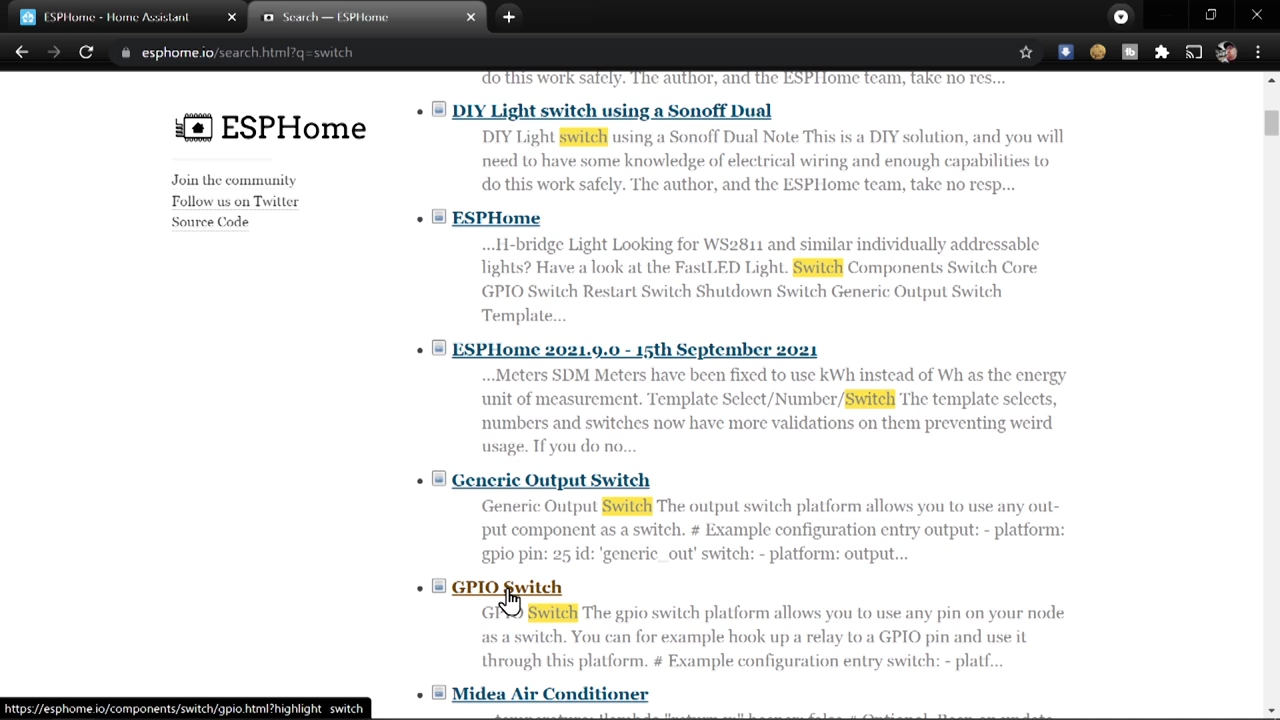 ESPHome - Home Assistant
Search — ESPHome
esphome.io/search.html?q=switch
ESPHome
Join the community
Follow us on Twitter
Source Code
do this work safely. The author, and the ESPHome team, take no res...
DIY Light switch using a Sonoff Dual
DIY Light switch using a Sonoff Dual Note This is a DIY solution, and you will
need to have some knowledge of electrical wiring and enough capabilities to
do this work safely. The author, and the ESPHome team, take no resp...
ESPHome
...H-bridge Light Looking for WS2811 and similar individually addressable
lights? Have a look at the FastLED Light. Switch Components Switch Core
GPIO Switch Restart Switch Shutdown Switch Generic Output Switch
Template...
ESPHome 2021.9.0 - 15th September 2021
...Meters SDM Meters have been fixed to use kWh instead of Wh as the energy
unit of measurement. Template Select/Number/Switch The template selects,
numbers and switches now have more validations on them preventing weird
usage. If you do no...
Generic Output Switch
Generic Output Switch The output switch platform allows you to use any out-
put component as a switch. # Example configuration entry output: - platform:
gpio pin: 25 id: 'generic_out' switch: - platform: output...
GPIO Switch
GPIO Switch The gpio switch platform allows you to use any pin on your node
as a switch. You can for example hook up a relay to a GPIO pin and use it
through this platform. # Example configuration entry switch: - platf...
Midea Air Conditioner
https://esphome.io/components/switch/gpio.html?highlight switch